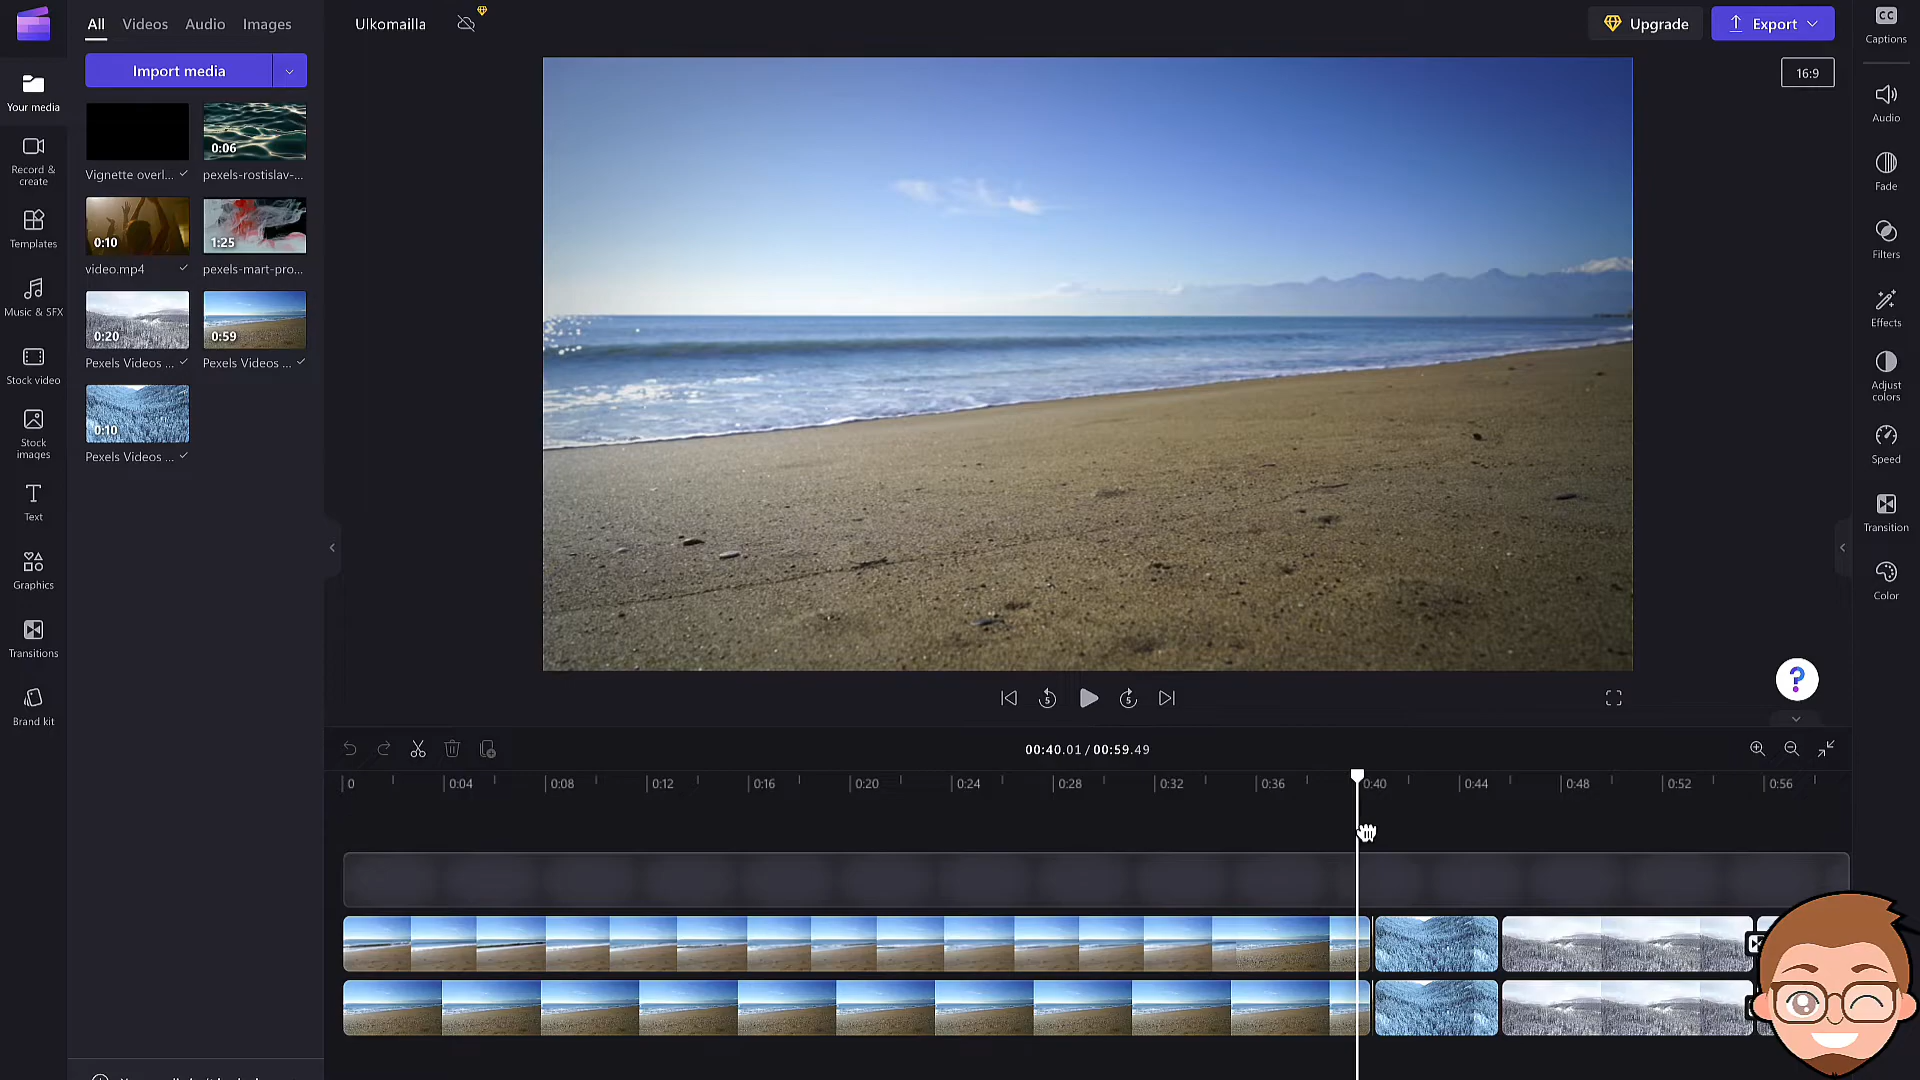 All Videos Audio Images
Ulkomailla
Upgrade
Export
CC
Captions
Import media
16:9
Your media
Audio
Vignette overl...
0:06
pexels-rostislav-...
Record &
create
Fade
0:10
video.mp4
1:25
pexels-mart-pro...
Templates
Filters
0:20
Pexels Videos ...
0:59
Pexels Videos ...
Music & SFX
Effects
Stock video
0:10
Pexels Videos ...
Adjust
colors
Stock
images
Speed
Text
Transition
Graphics
Color
Transitions
?
Brand kit
5
5
00:40.01 / 00:59.49
0 0:04 0:08 0:12 0:16 0:20 0:24 0:28 0:32 0:36 0:40 0:44 0:48 0:52 0:56